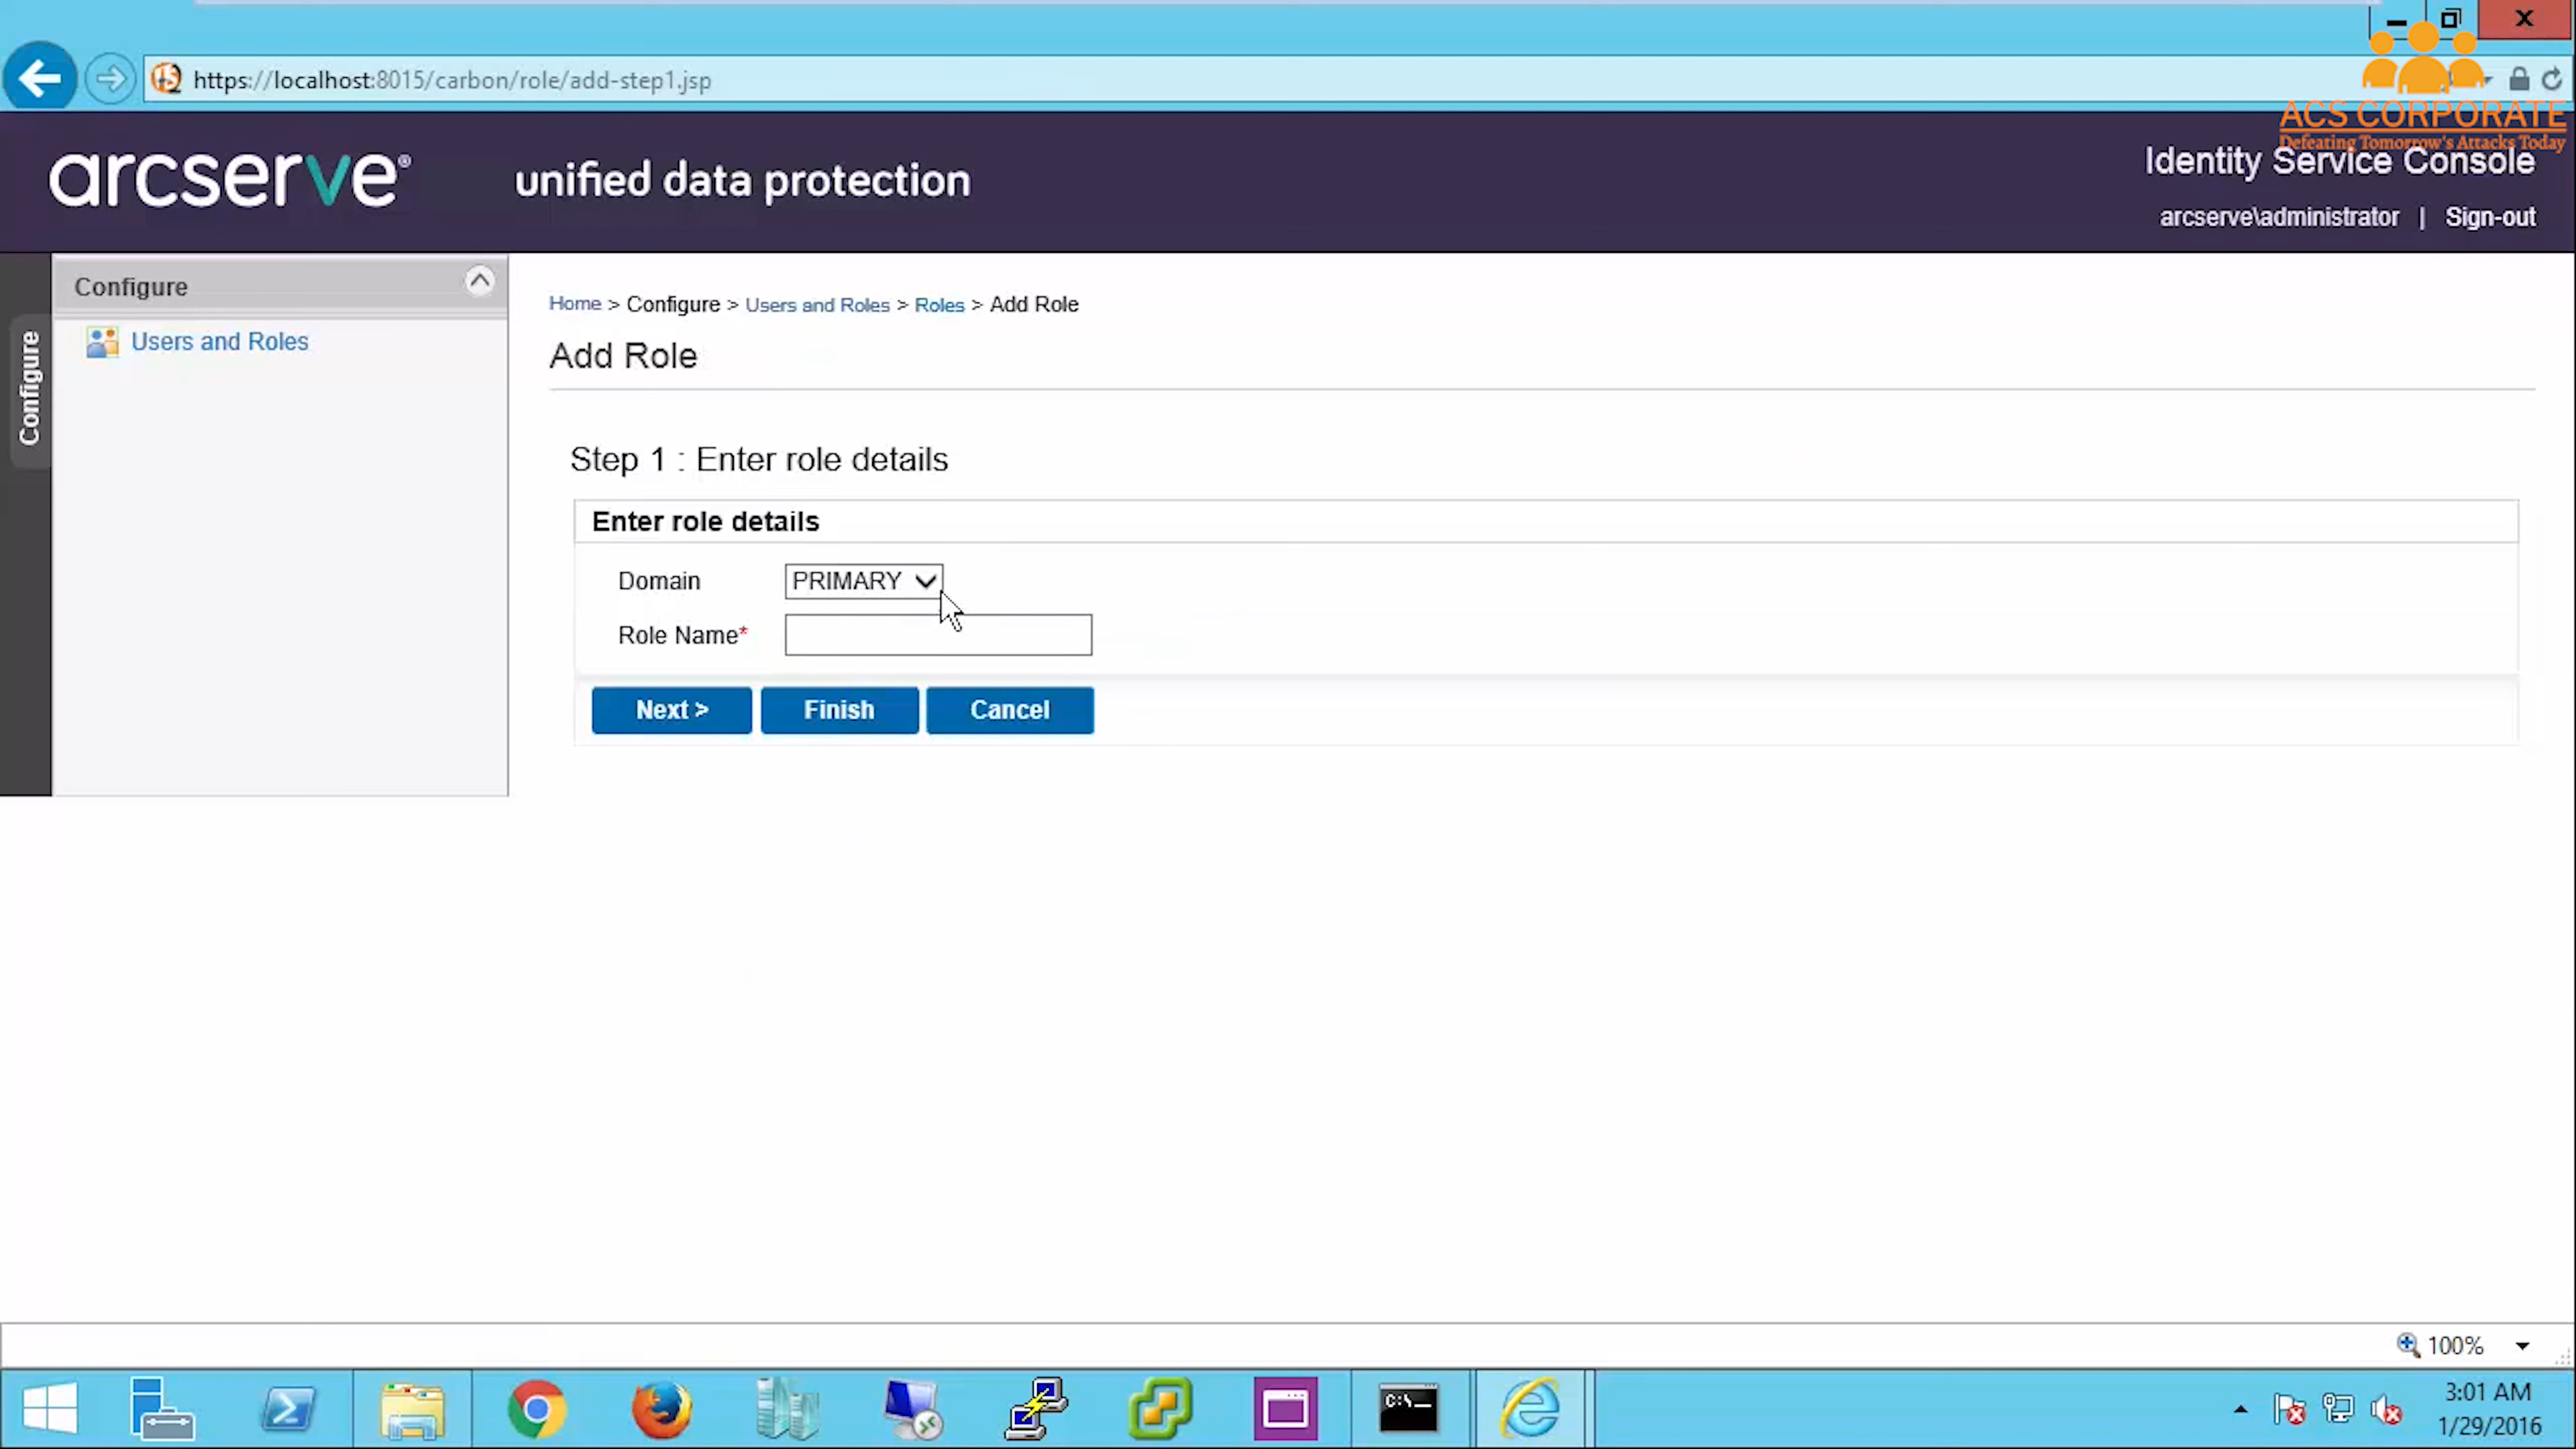 https://localhost:8015/carbon/role/add-step1.jsp
ACS CORPORATE
Defeating Tomorrow's Attacks Today
arcserve®
unified data protection
Identity Service Console
arcserve\administrator | Sign-out
Configure
Configure
Users and Roles
Home > Configure > Users and Roles > Roles > Add Role
Add Role
Step 1 : Enter role details
Enter role details
Domain PRIMARY
Role Name*
Next > Finish Cancel
100%
C:\._
3:01 AM
1/29/2016